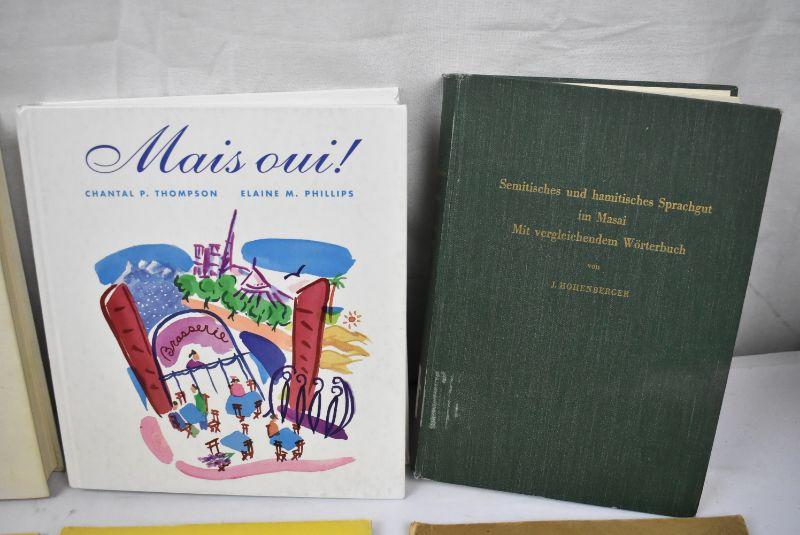 Mais oui!
CHANTAL P. THOMPSON ELAINE M. PHILLIPS
Brasserie
Semitisches und hamitisches Sprachgut
im Masai
Mit vergleichendem Wörterbuch
von
J. HOHENBERGER